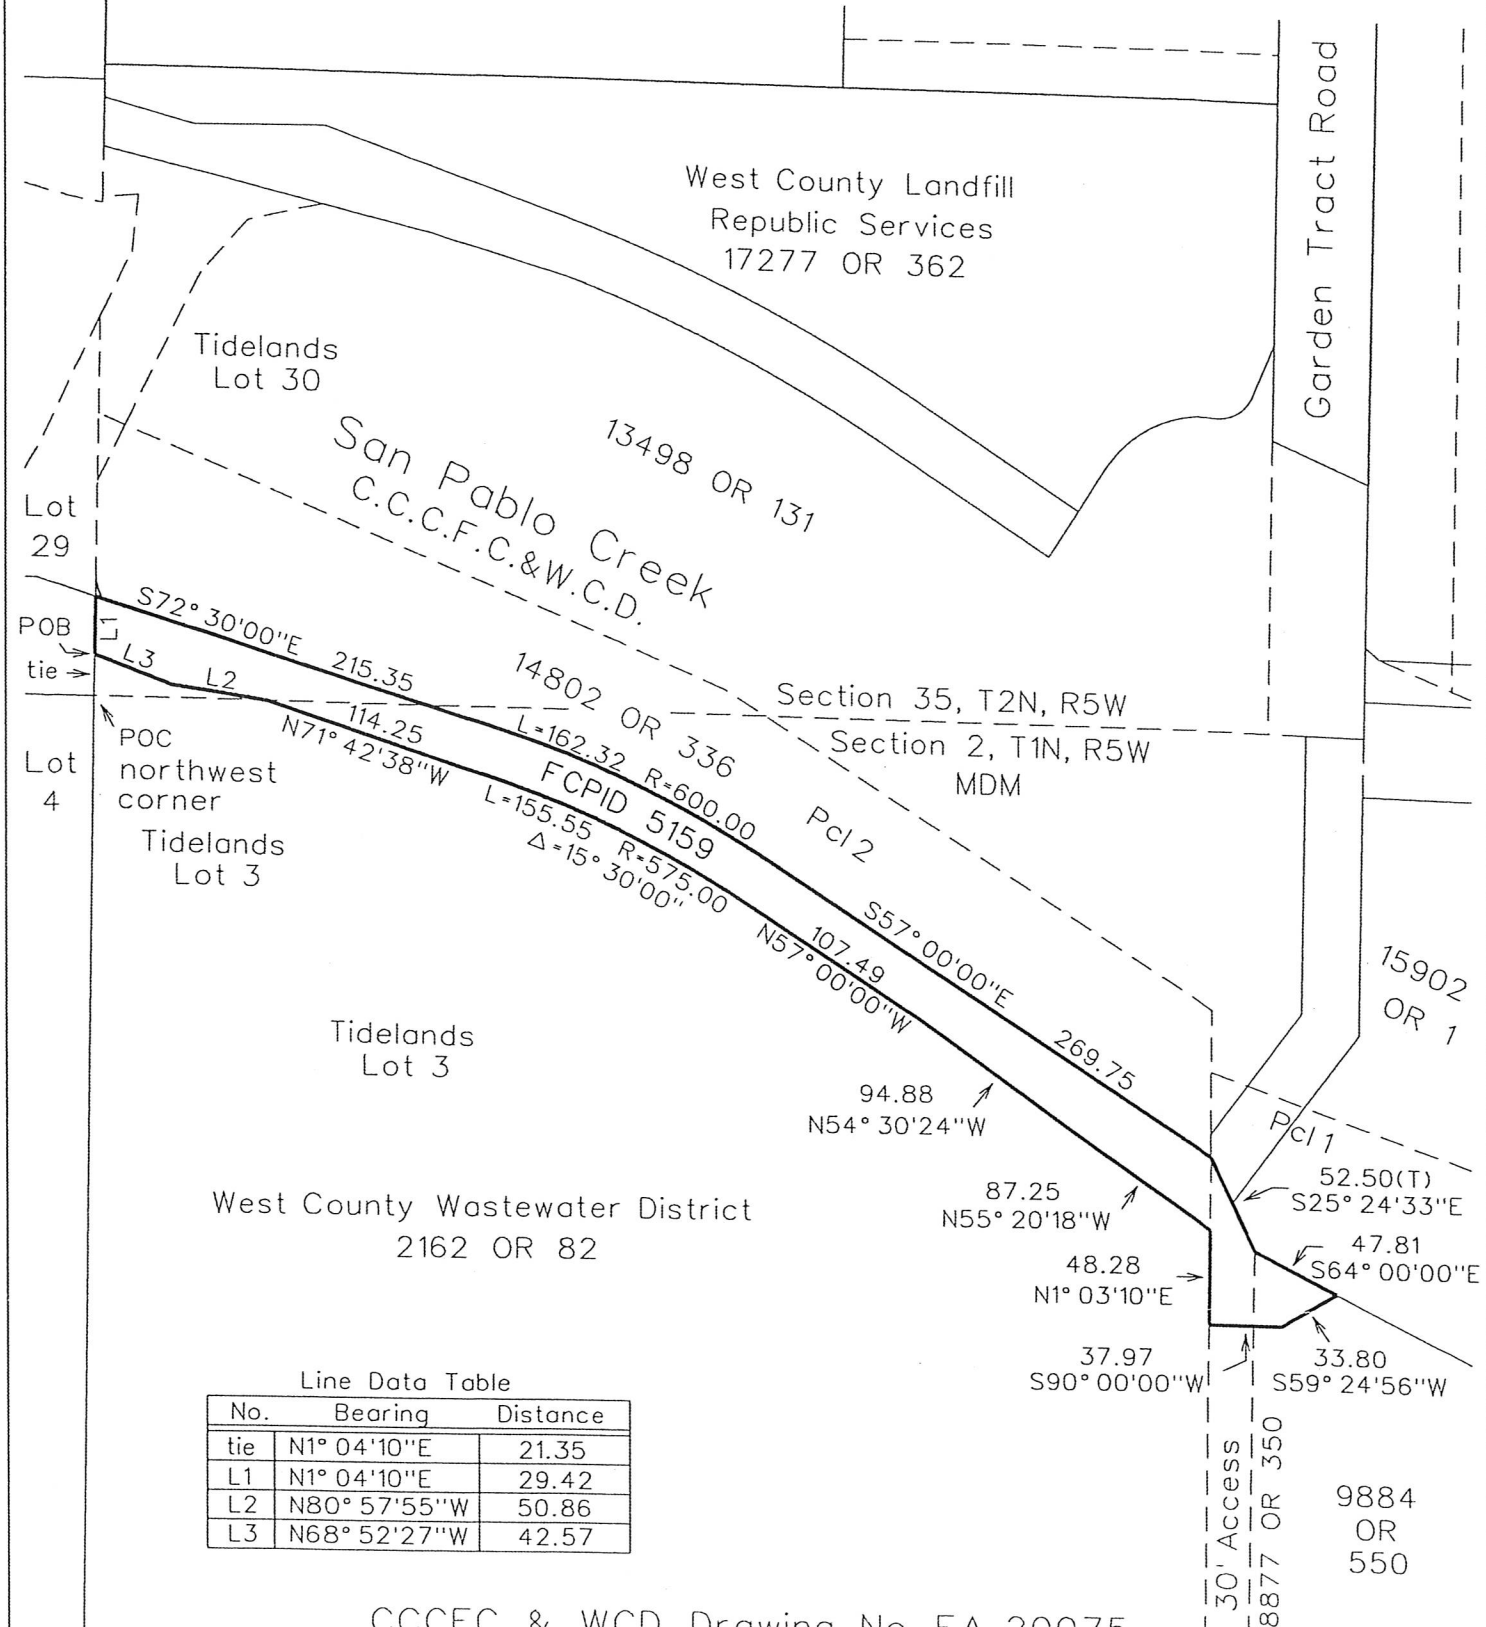 West County Landfill
Republic Services
17277 OR 362
Garden Tract Road
Tidelands
Lot 30
San Pablo Creek
C.C.C.F.C.&W.C.D.
13498 OR 131
Lot
29
POB
tie
L1
L3
L2
S72°30'00"E 215.35
114.25
N71°42'38"W
14802 OR 336
Section 35, T2N, R5W
Section 2, T1N, R5W
MDM
POC
northwest
corner
Lot
4
Tidelands
Lot 3
L=162.32 R=600.00
FCPID 5159
L=155.55 R=575.00
Δ=15°30'00"
Pcl 2
S57°00'00"E 269.75
107.49
N57°00'00"W
15902
OR 1
Tidelands
Lot 3
94.88
N54°30'24"W
Pcl 1
52.50(T)
S25°24'33"E
87.25
N55°20'18"W
West County Wastewater District
2162 OR 82
47.81
S64°00'00"E
48.28
N1°03'10"E
37.97
S90°00'00"W
33.80
S59°24'56"W
Line Data Table
No. Bearing Distance
tie N1°04'10"E 21.35
L1 N1°04'10"E 29.42
L2 N80°57'55"W 50.86
L3 N68°52'27"W 42.57
30' Access
8877 OR 350
9884
OR
550
CCCFC & WCD Drawing No.